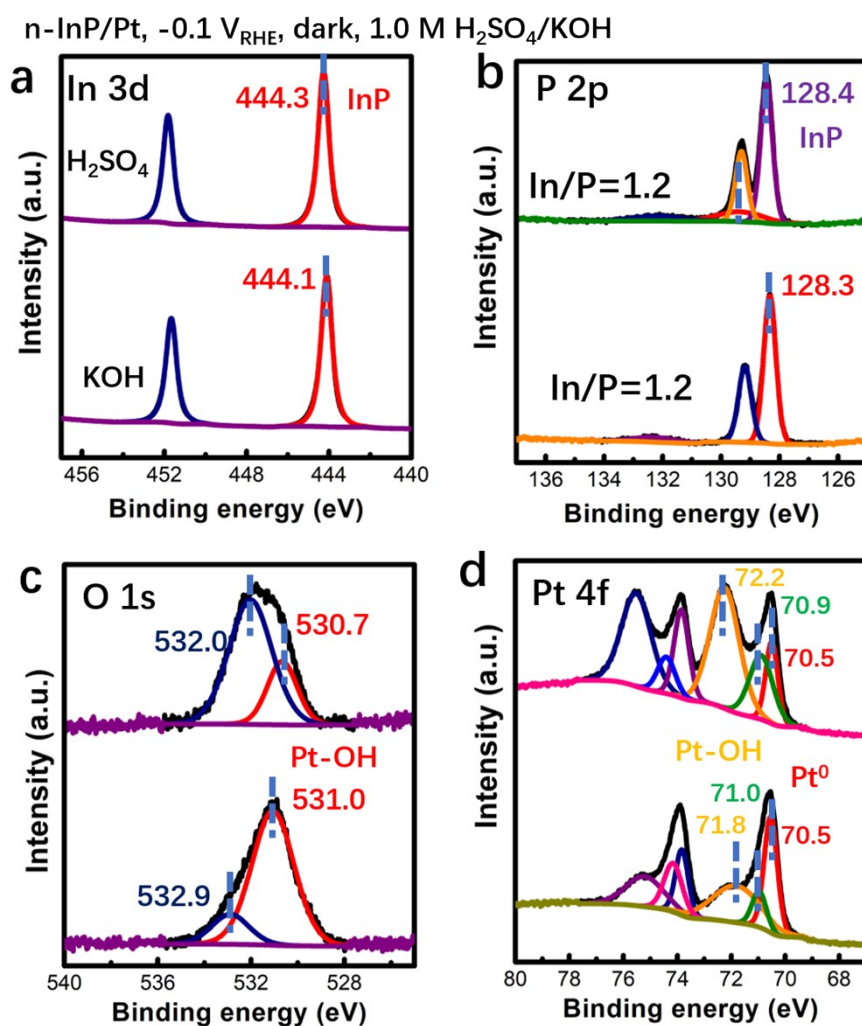 n-InP/Pt, -0.1 V_RHE, dark, 1.0 M H₂SO₄/KOH
a
In 3d
444.3
InP
H₂SO₄
444.1
KOH
Intensity (a.u.)
456 452 448 444 440
Binding energy (eV)
b
P 2p
128.4
InP
In/P=1.2
128.3
In/P=1.2
Intensity (a.u.)
136 134 132 130 128 126
Binding energy (eV)
c
O 1s
532.0
530.7
Pt-OH
531.0
532.9
Intensity (a.u.)
540 536 532 528
Binding energy (eV)
d
Pt 4f
72.2
70.9
70.5
Pt-OH
Pt⁰
71.0
71.8
70.5
Intensity (a.u.)
80 78 76 74 72 70 68
Binding energy (eV)